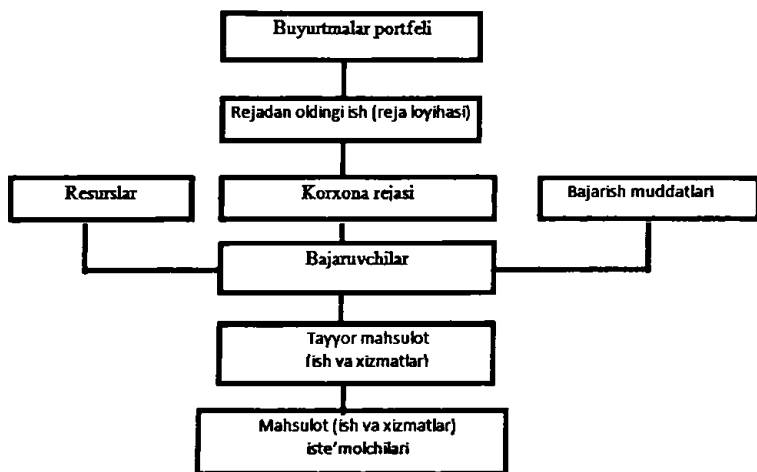 Buyurtmalar portfeli
Rejadan oldingi ish (reja loyihasi)
Resurslar
Korxona rejasi
Bajarish muddatlari
Bajaruvchilar
Tayyor mahsulot
(ish va xizmatlar)
Mahsulot (ish va xizmatlar)
iste'molchilari